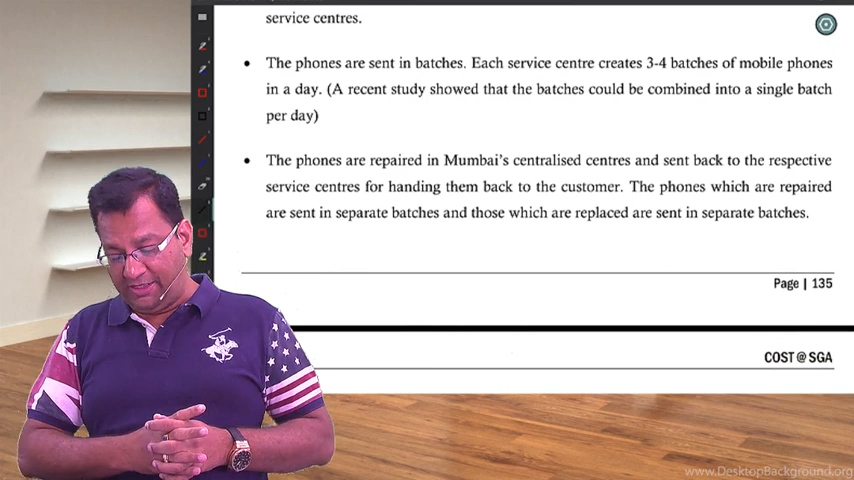 service centres.
• The phones are sent in batches. Each service centre creates 3-4 batches of mobile phones
in a day. (A recent study showed that the batches could be combined into a single batch
per day)
• The phones are repaired in Mumbai's centralised centres and sent back to the respective
service centres for handing them back to the customer. The phones which are repaired
are sent in separate batches and those which are replaced are sent in separate batches.
Page | 135
COST @ SGA
www.DesktopBackground.org